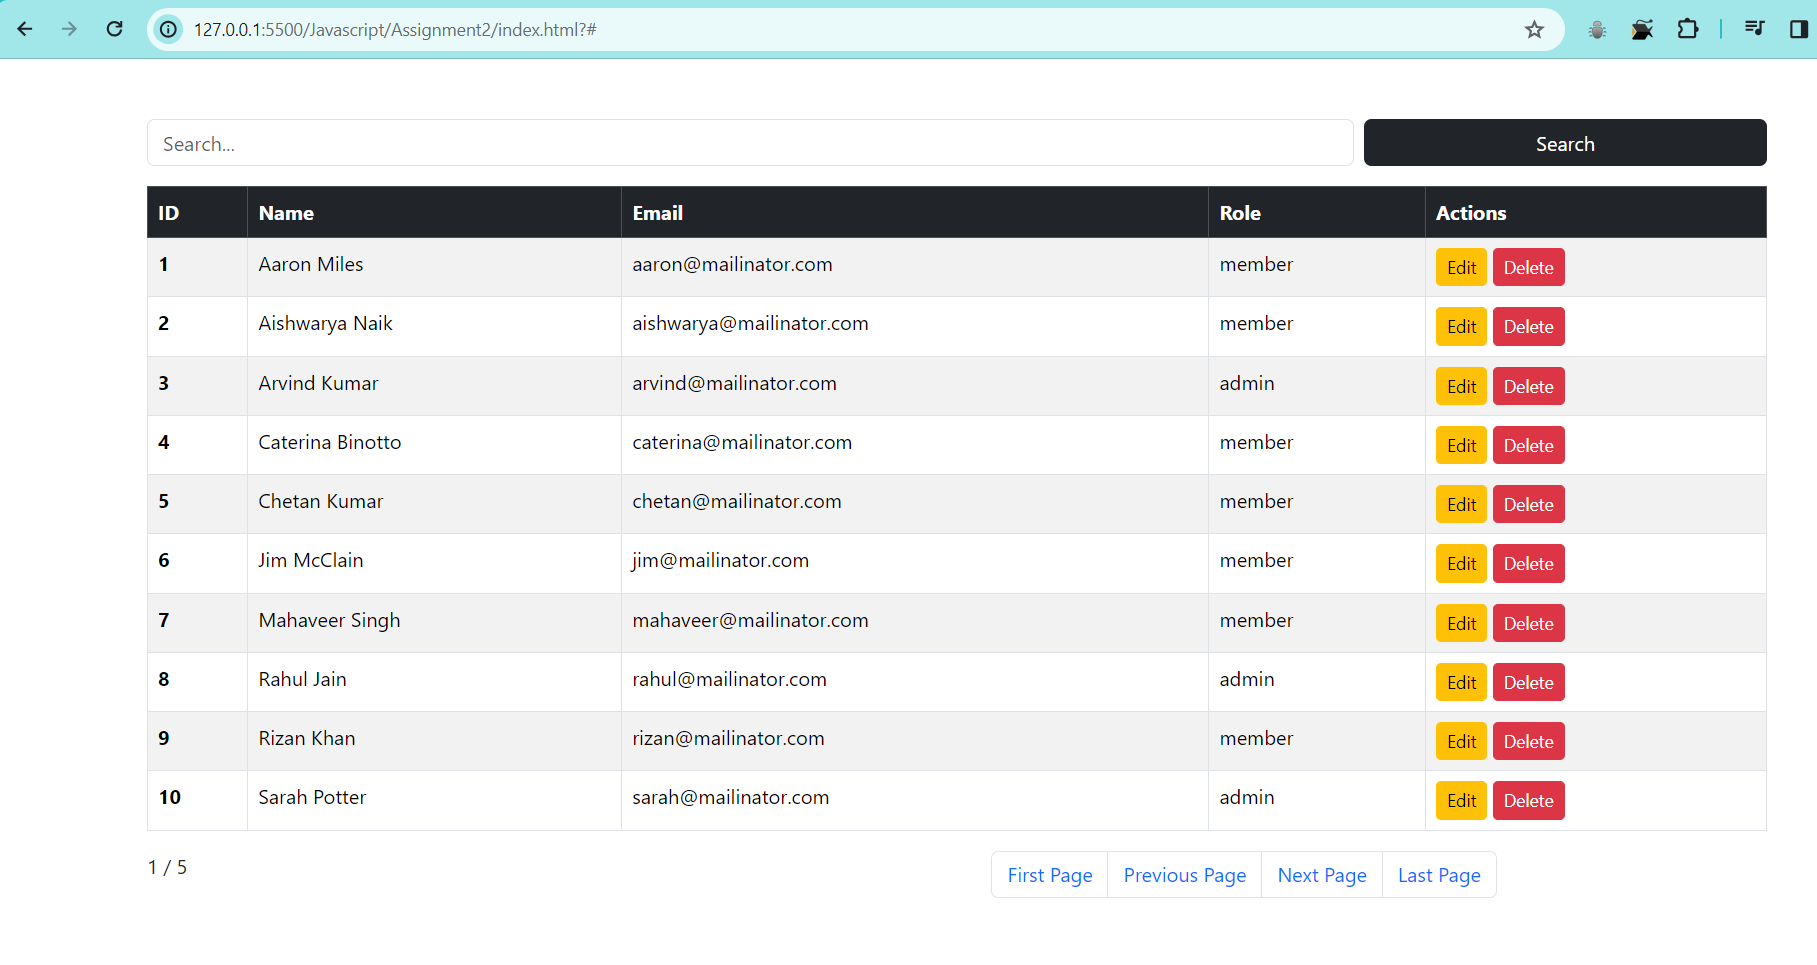 127.0.0.1:5500/Javascript/Assignment2/index.html?#
Search... Search
ID Name Email Role Actions
1 Aaron Miles aaron@mailinator.com member Edit Delete
2 Aishwarya Naik aishwarya@mailinator.com member Edit Delete
3 Arvind Kumar arvind@mailinator.com admin Edit Delete
4 Caterina Binotto caterina@mailinator.com member Edit Delete
5 Chetan Kumar chetan@mailinator.com member Edit Delete
6 Jim McClain jim@mailinator.com member Edit Delete
7 Mahaveer Singh mahaveer@mailinator.com member Edit Delete
8 Rahul Jain rahul@mailinator.com admin Edit Delete
9 Rizan Khan rizan@mailinator.com member Edit Delete
10 Sarah Potter sarah@mailinator.com admin Edit Delete
1 / 5 First Page Previous Page Next Page Last Page